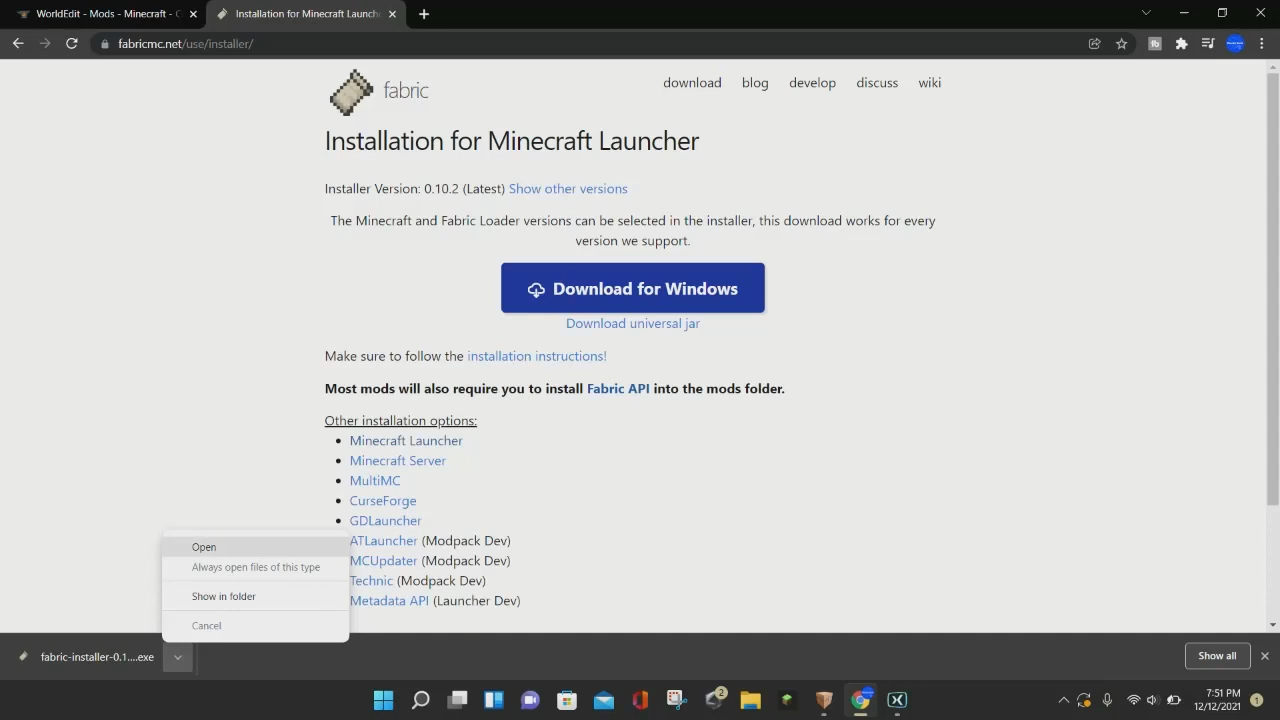 WorldEdit - Mods - Minecraft - C
Installation for Minecraft Launch
fabricmc.net/use/installer/
fabric
download
blog
develop
discuss
wiki
Installation for Minecraft Launcher
Installer Version: 0.10.2 (Latest) Show other versions
The Minecraft and Fabric Loader versions can be selected in the installer, this download works for every
version we support.
Download for Windows
Download universal jar
Make sure to follow the installation instructions!
Most mods will also require you to install Fabric API into the mods folder.
Other installation options:
Minecraft Launcher
Minecraft Server
MultiMC
CurseForge
GDLauncher
ATLauncher (Modpack Dev)
MCUpdater (Modpack Dev)
Technic (Modpack Dev)
Metadata API (Launcher Dev)
Open
Always open files of this type
Show in folder
Cancel
fabric-installer-0.1....exe
Show all
2
7:51 PM
12/12/2021
1